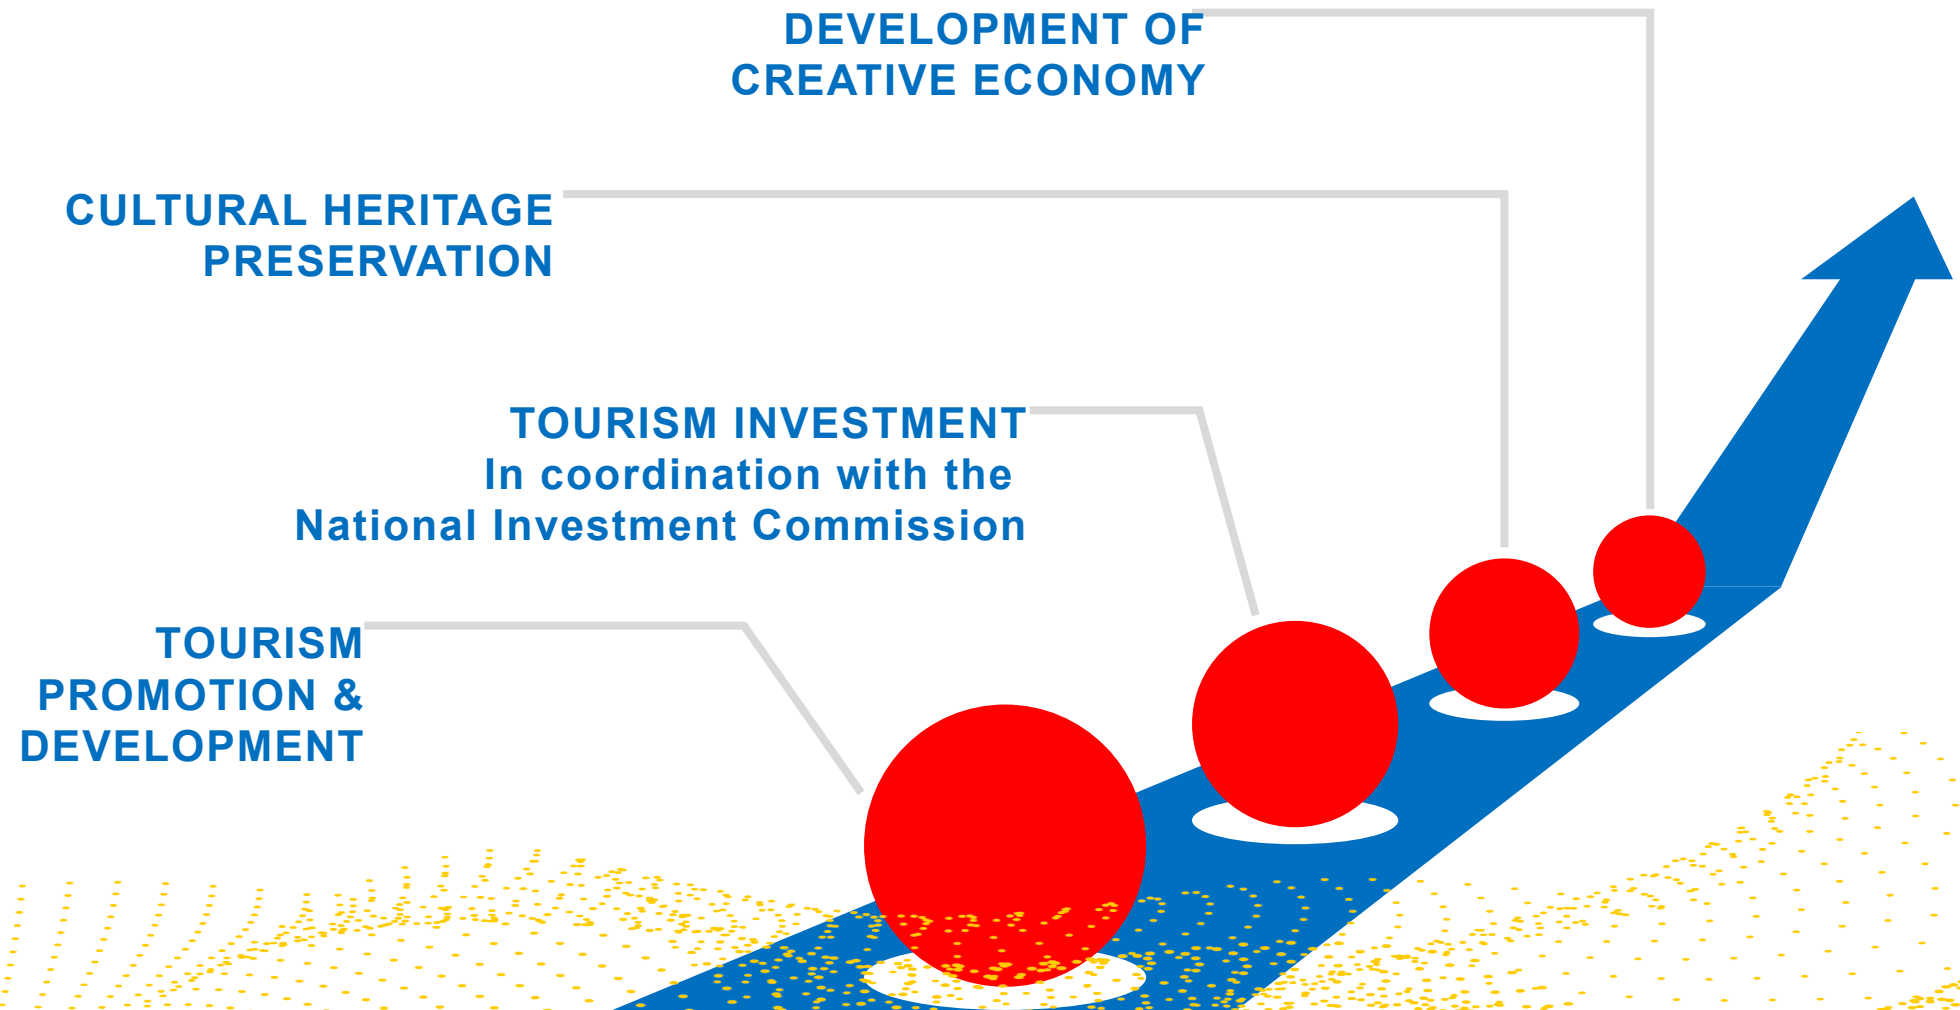 DEVELOPMENT OF
CREATIVE ECONOMY
CULTURAL HERITAGE
PRESERVATION
TOURISM INVESTMENT
In coordination with the
National Investment Commission
TOURISM
PROMOTION &
DEVELOPMENT